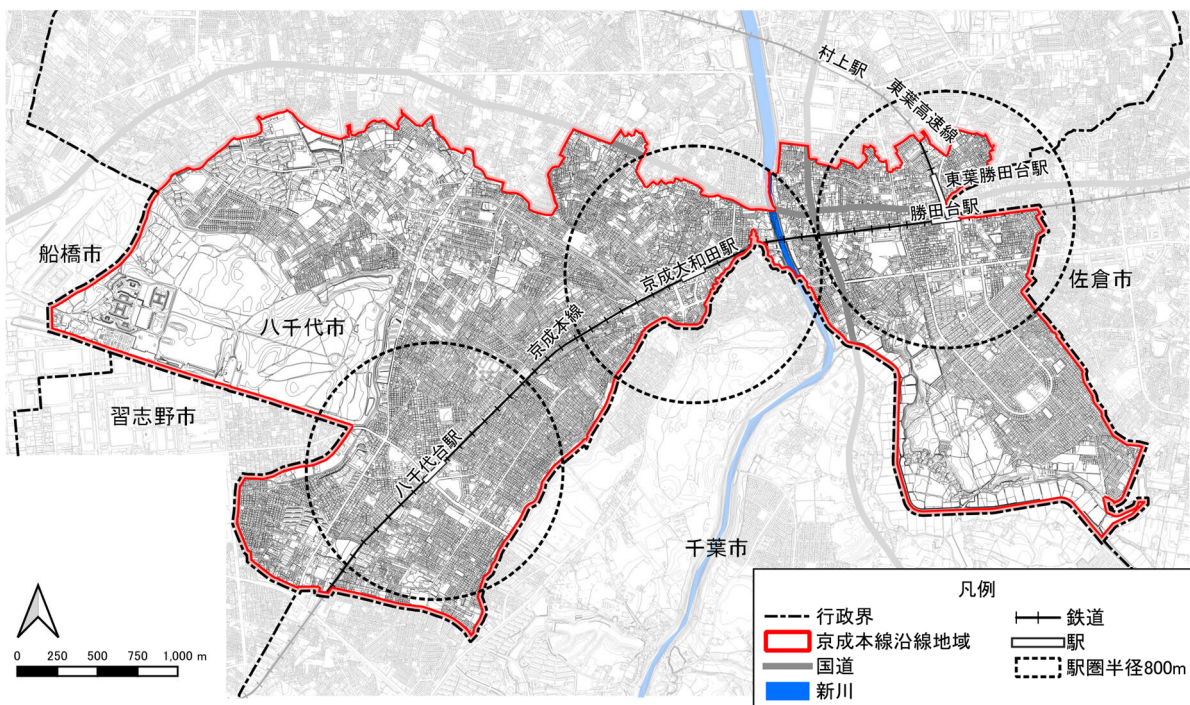 村上駅
東葉高速線
東葉勝田台駅
勝田台駅
船橋市
京成大和田駅
佐倉市
八千代市
京成本線
習志野市
八千代台駅
千葉市
凡例
行政界
京成本線沿線地域
国道
新川
鉄道
駅
駅圏半径800m
0 250 500 750 1,000 m